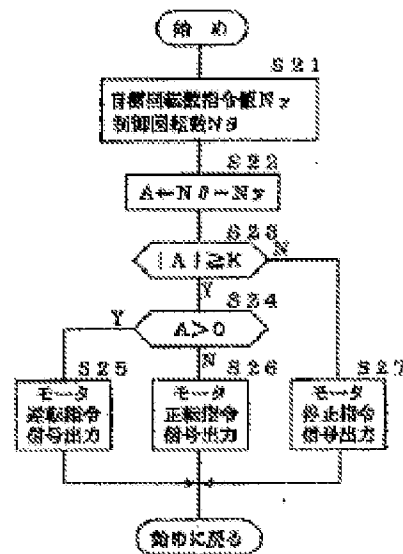 始め
S21
目標回転数指令値Nγ
制御回転数Nθ
S22
A←Nθ-Nγ
S23
|A|≧K
N
Y
S24
A>0
Y
N
S25
モータ
逆転指令
信号出力
S26
モータ
正転指令
信号出力
S27
モータ
停止指令
信号出力
始めに戻る